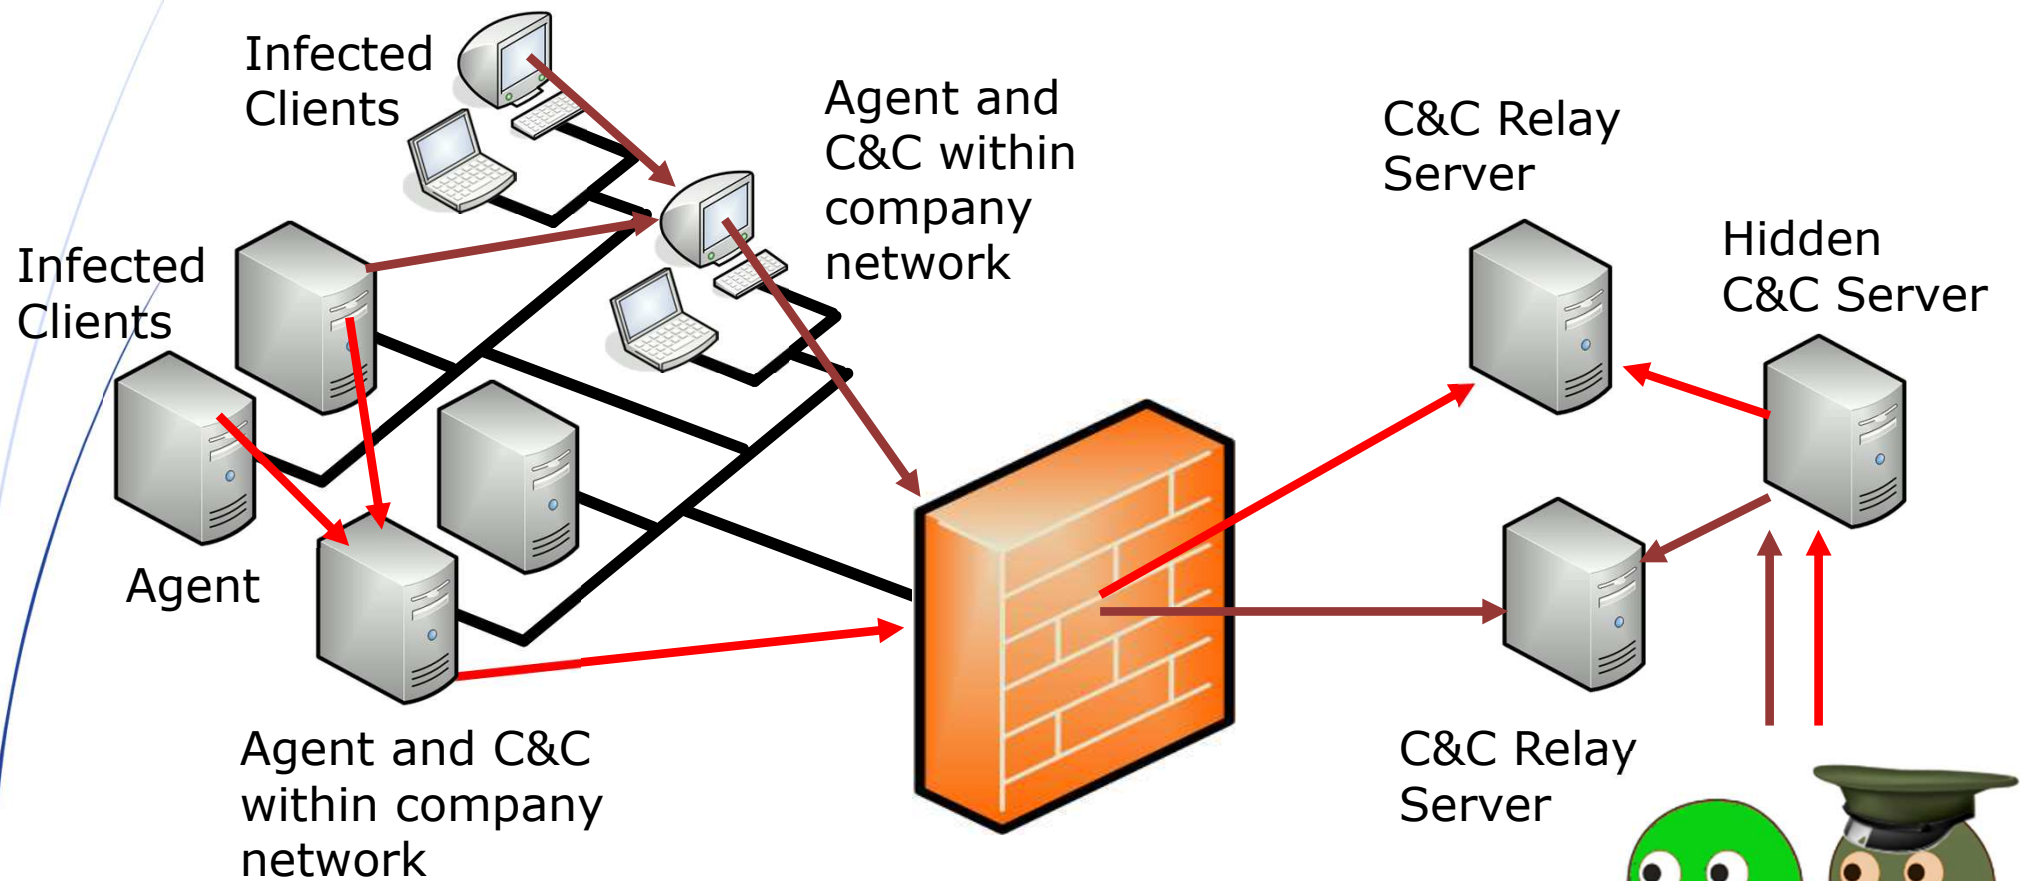 Infected
Clients
Agent and
C&C within
company
network
C&C Relay
Server
Hidden
C&C Server
Infected
Clients
Agent
Agent and C&C
within company
network
C&C Relay
Server